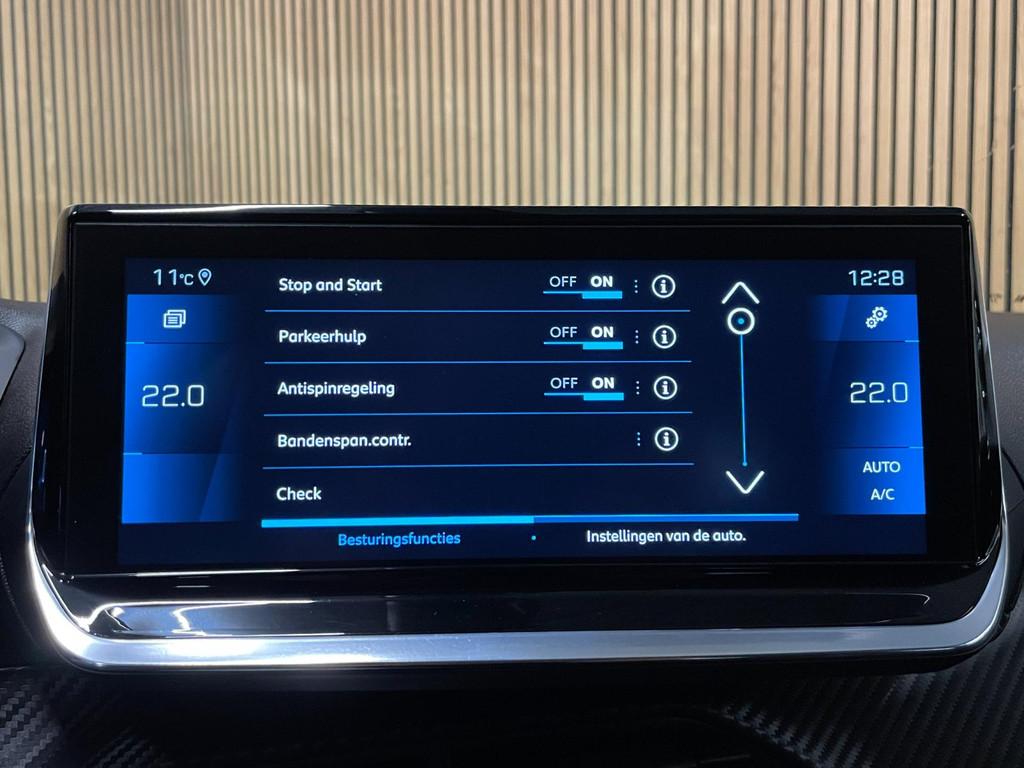 11°C
12:28
Stop and Start OFF ON
Parkeerhulp OFF ON
Antispinregeling OFF ON
Bandenspan.contr.
Check
22.0
22.0
AUTO
A/C
Besturingsfuncties
Instellingen van de auto.